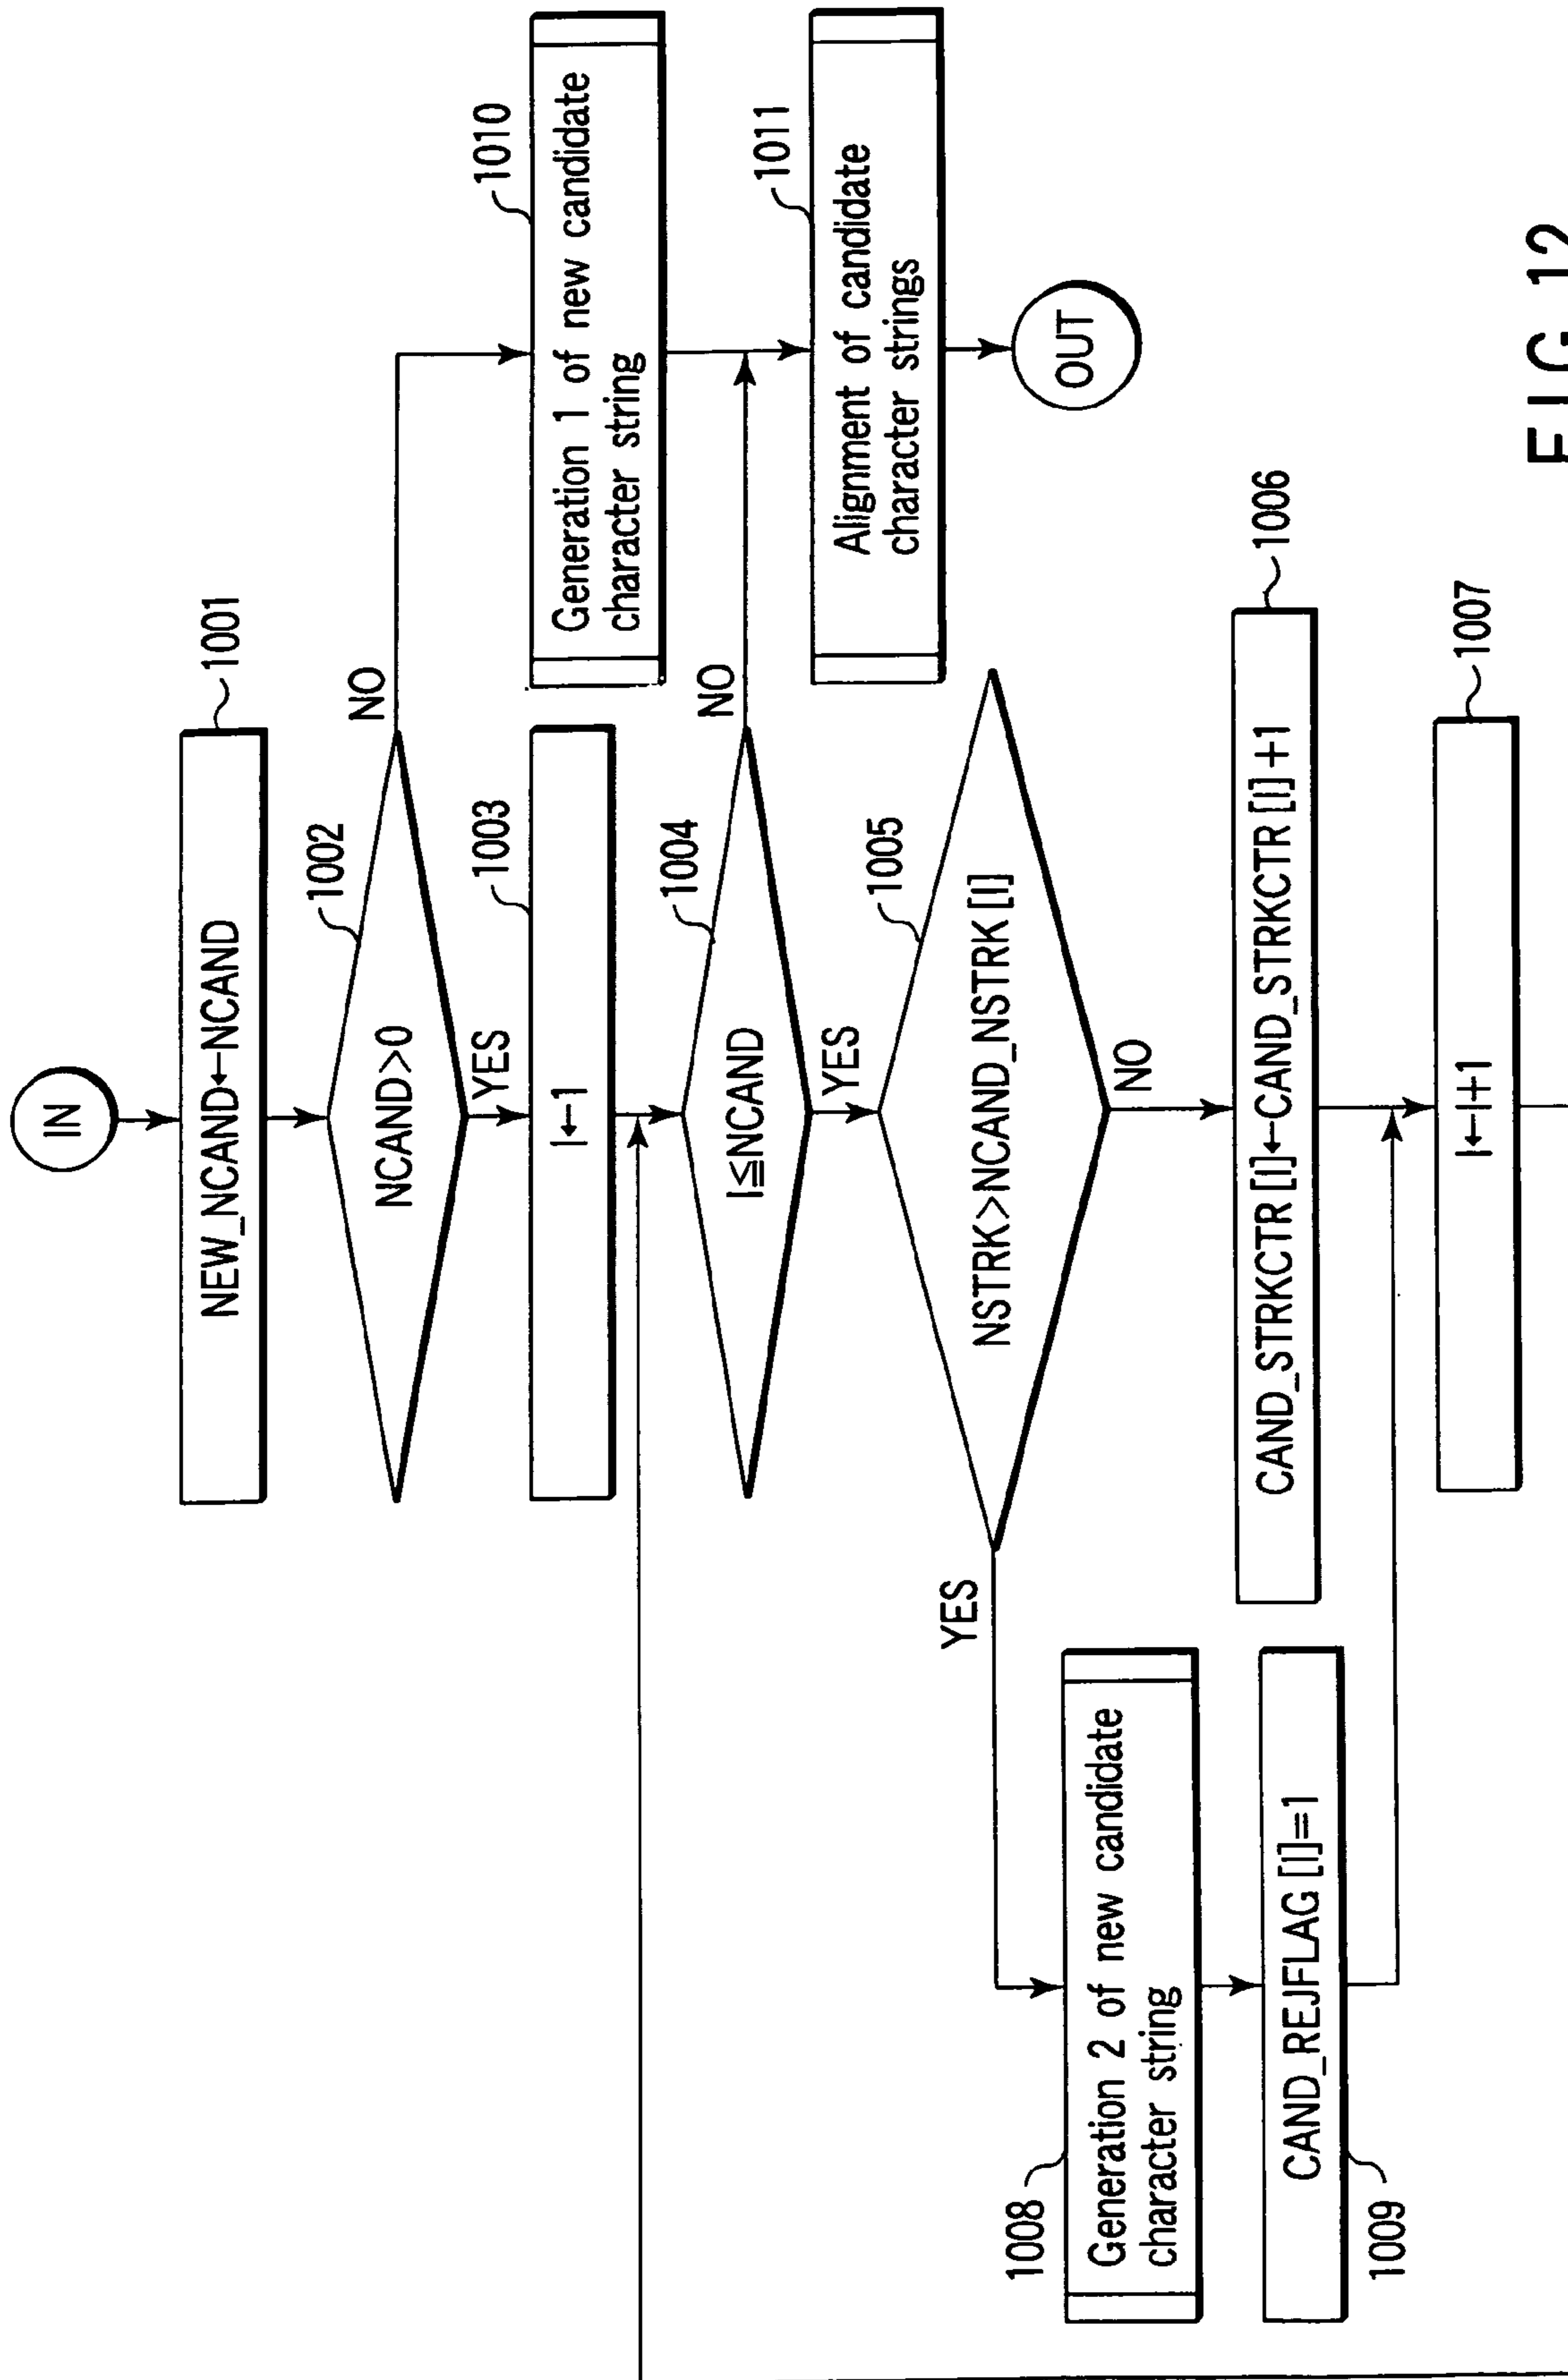 IN
NEW_NCAND←NCAND
1001
NCAND>0
1002
NO
YES
I←1
1003
Generation 1 of new candidate
character string
1010
I≦NCAND
1004
NO
YES
Alignment of candidate
character strings
1011
OUT
NSTRK>NCAND_NSTRK [I]
1005
YES
NO
CAND_STRKCTR [I]←CAND_STRKCTR [I] +1
1006
Generation 2 of new candidate
character string
1008
CAND_REJFLAG [I]=1
1009
I←I+1
1007
FIG.12